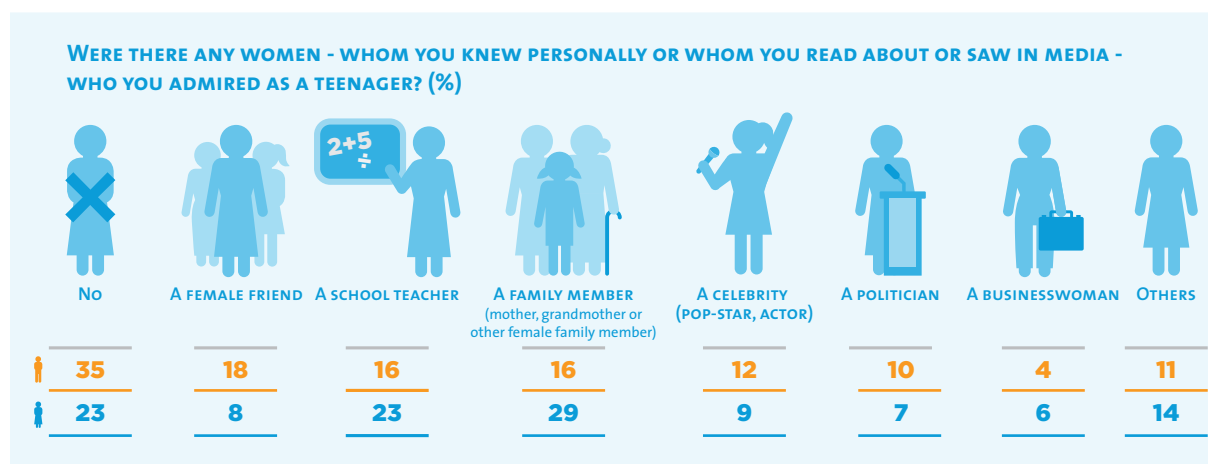 Were there any women - whom you knew personally or whom you read about or saw in media -
who you admired as a teenager? (%)
2+5
÷
No
A female friend
A school teacher
A family member
(mother, grandmother or
other female family member)
A celebrity
(pop-star, actor)
A politician
A businesswoman
Others
35 18 16 16 12 10 4 11
23 8 23 29 9 7 6 14